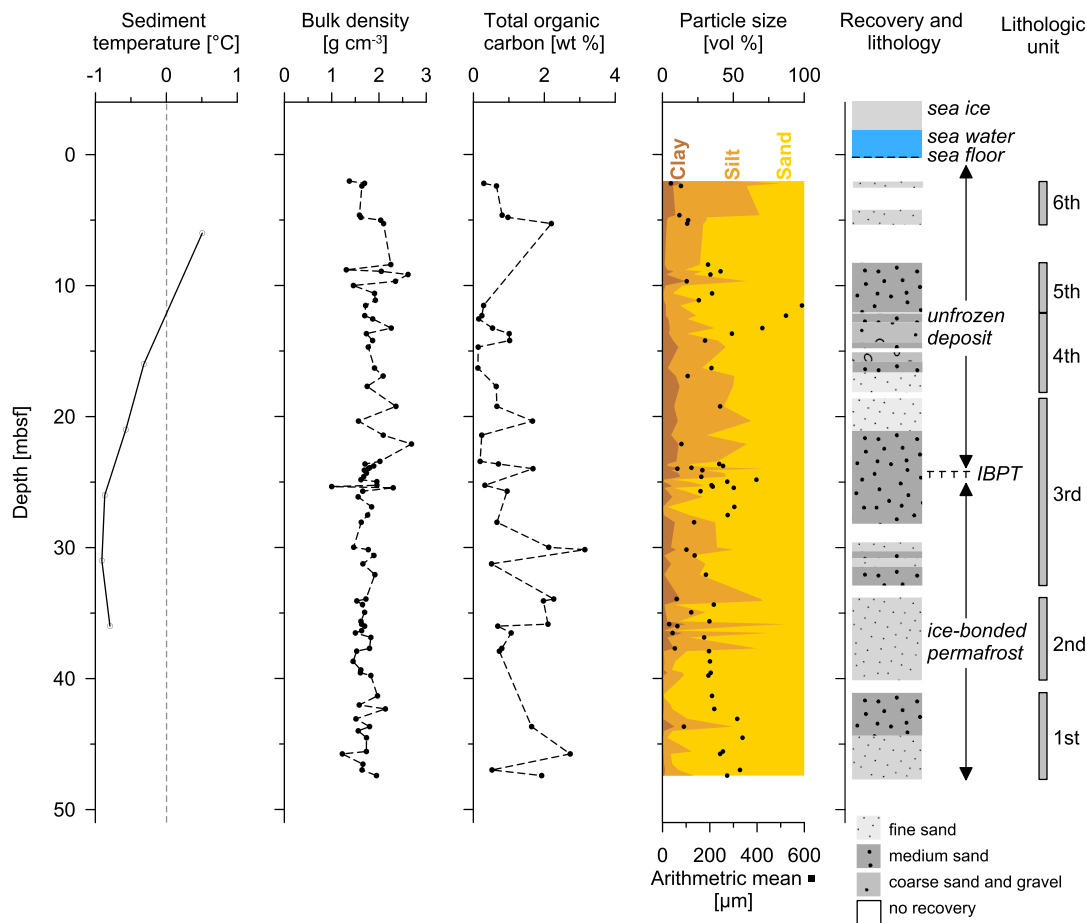 Sediment
temperature [°C]
-1 0 1
Bulk density
[g cm-3]
0 1 2 3
Total organic
carbon [wt %]
0 2 4
Particle size
[vol %]
0 50 100
Recovery and
lithology
Lithologic
unit
Depth [mbsf]
0
10
20
30
40
50
Clay
Silt
Sand
sea ice
sea water
sea floor
unfrozen
deposit
IBPT
ice-bonded
permafrost
6th
5th
4th
3rd
2nd
1st
0 200 400 600
Arithmetric mean
[µm]
fine sand
medium sand
coarse sand and gravel
no recovery